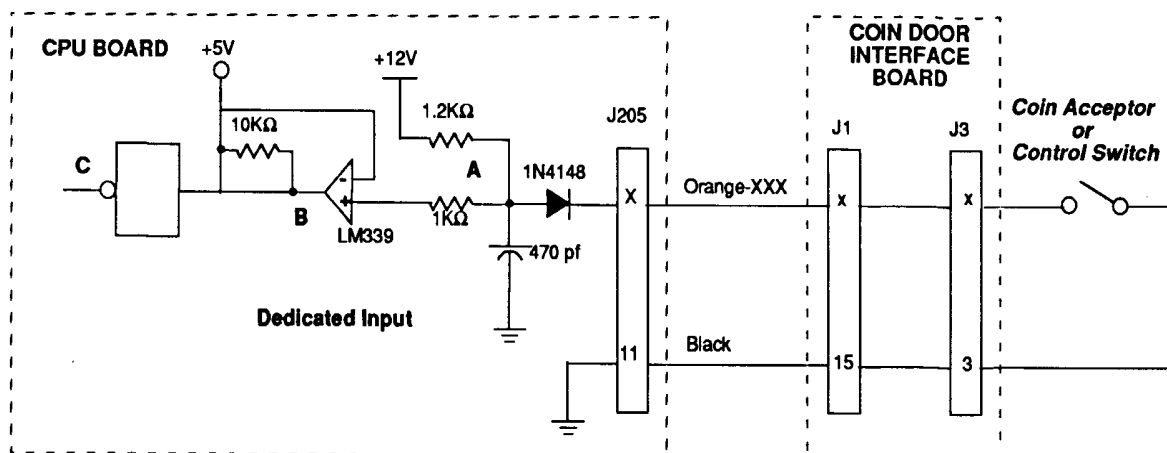 CPU BOARD
+5V
+12V
COIN DOOR
INTERFACE
BOARD
1.2KΩ
J205
10KΩ
J1
J3
Coin Acceptor
or
Control Switch
C
A
1N4148
-
X
Orange-XXX
x
x
B
+
1KΩ
LM339
470 pf
Dedicated Input
11
Black
15
3